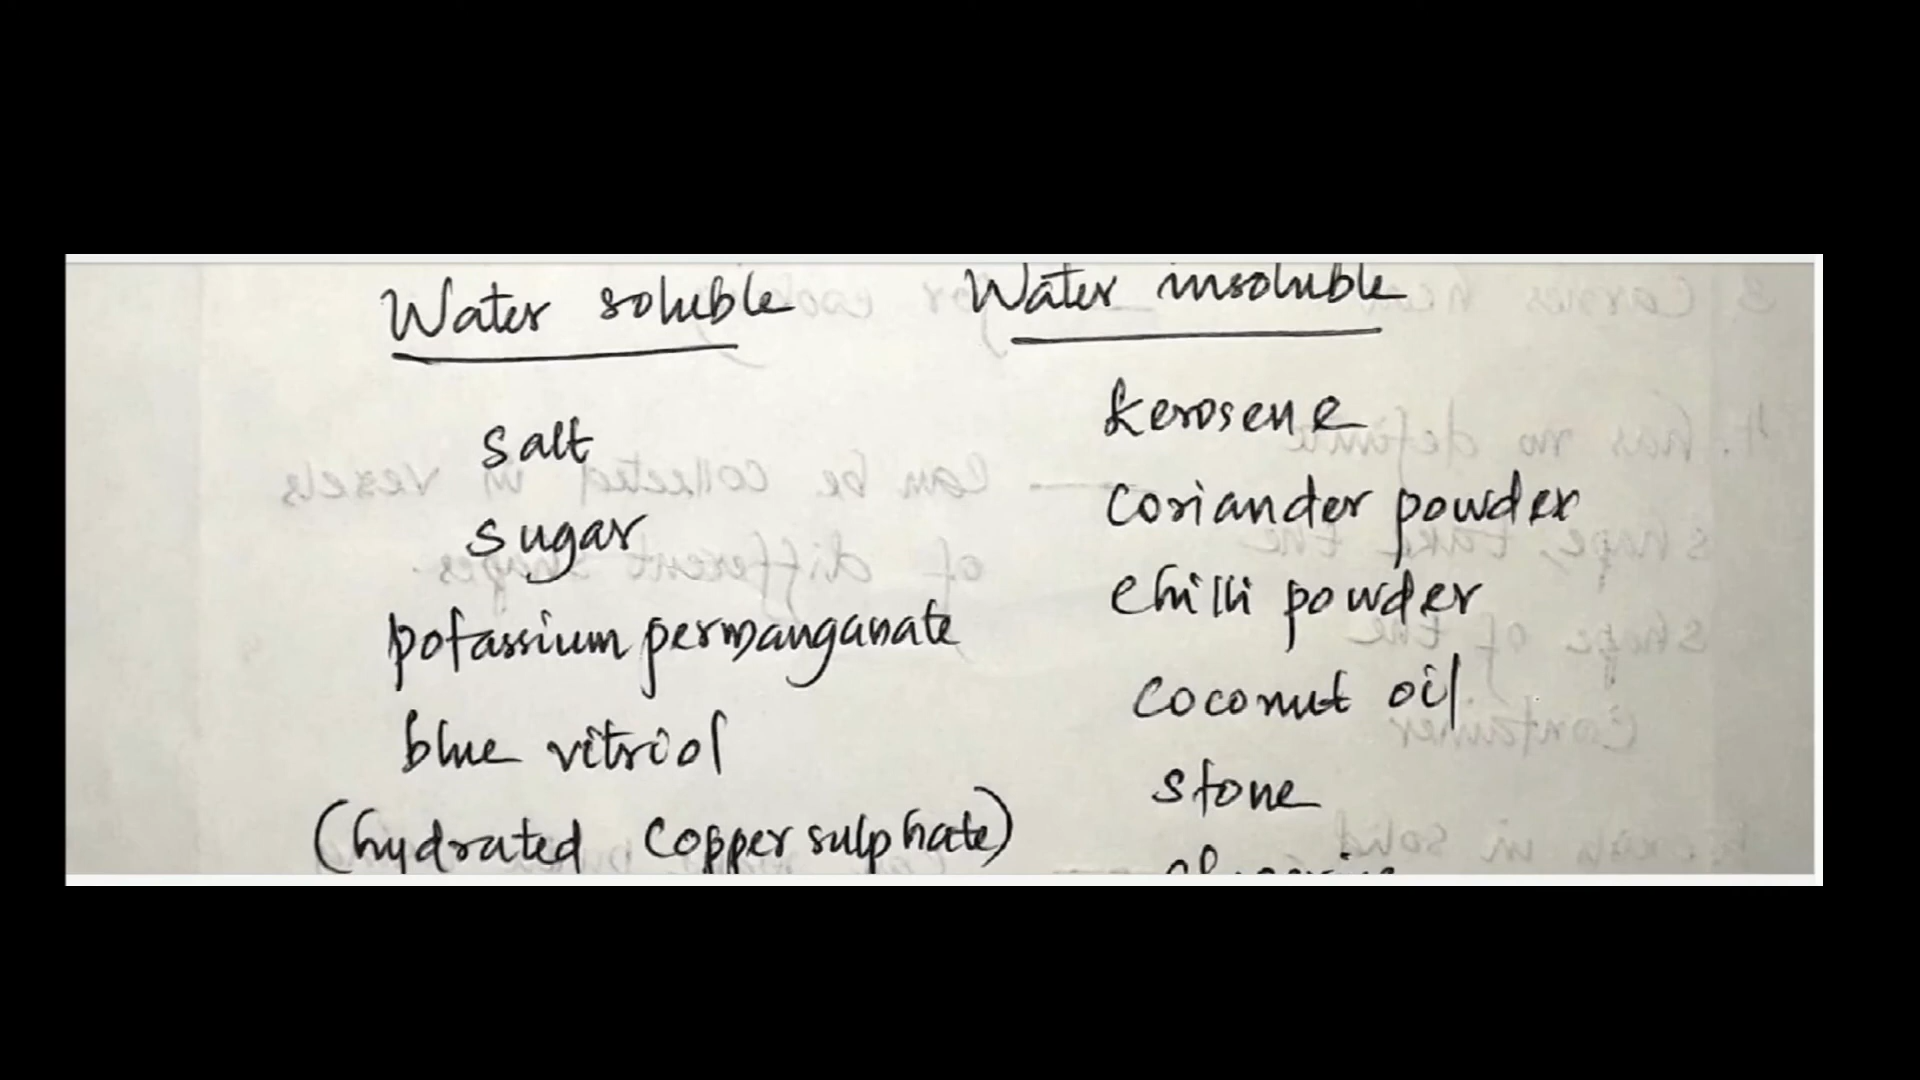 Water soluble
salt
sugar
potassium permanganate
blue vitriol
(hydrated Copper sulphate)
Water insoluble
kerosene
coriander powder
chilli powder
coconut oil
stone